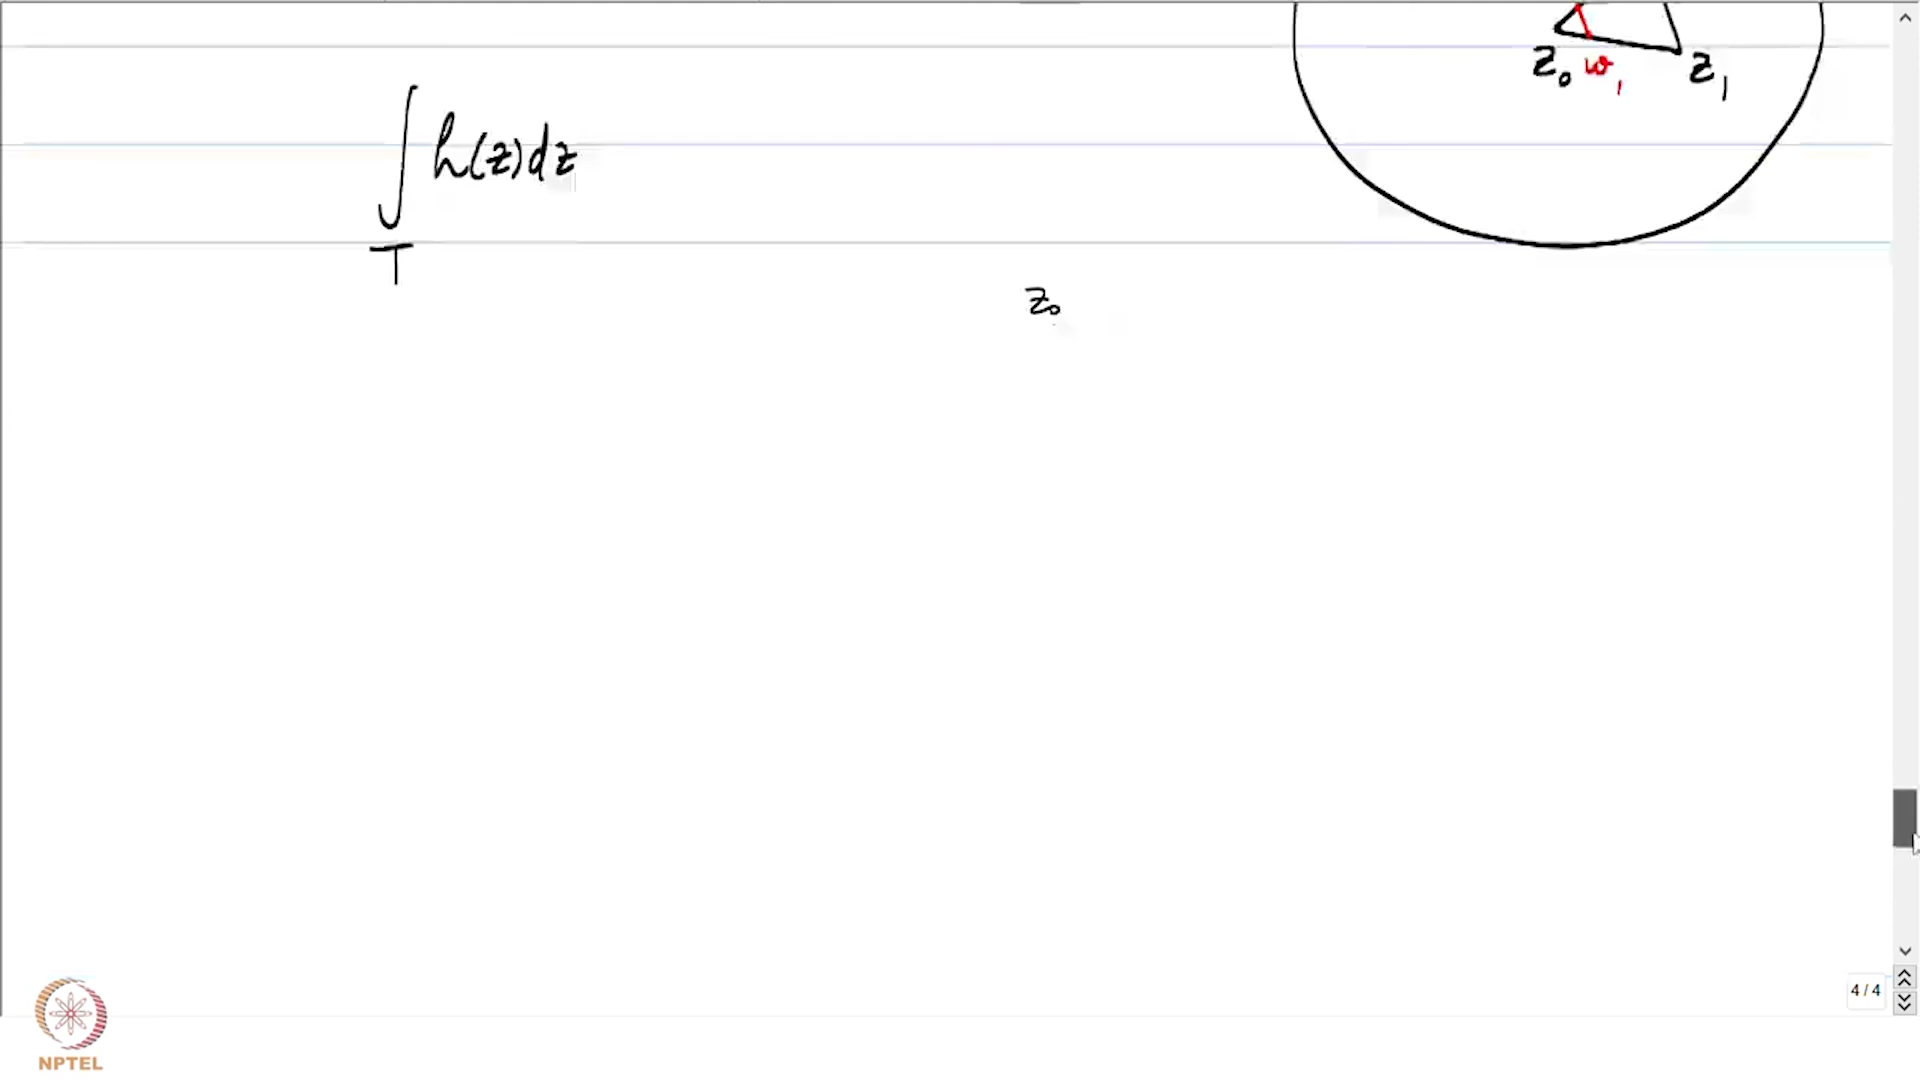 z₀ w₁ z₁
∫_T h(z)dz
z₀
4 / 4
NPTEL